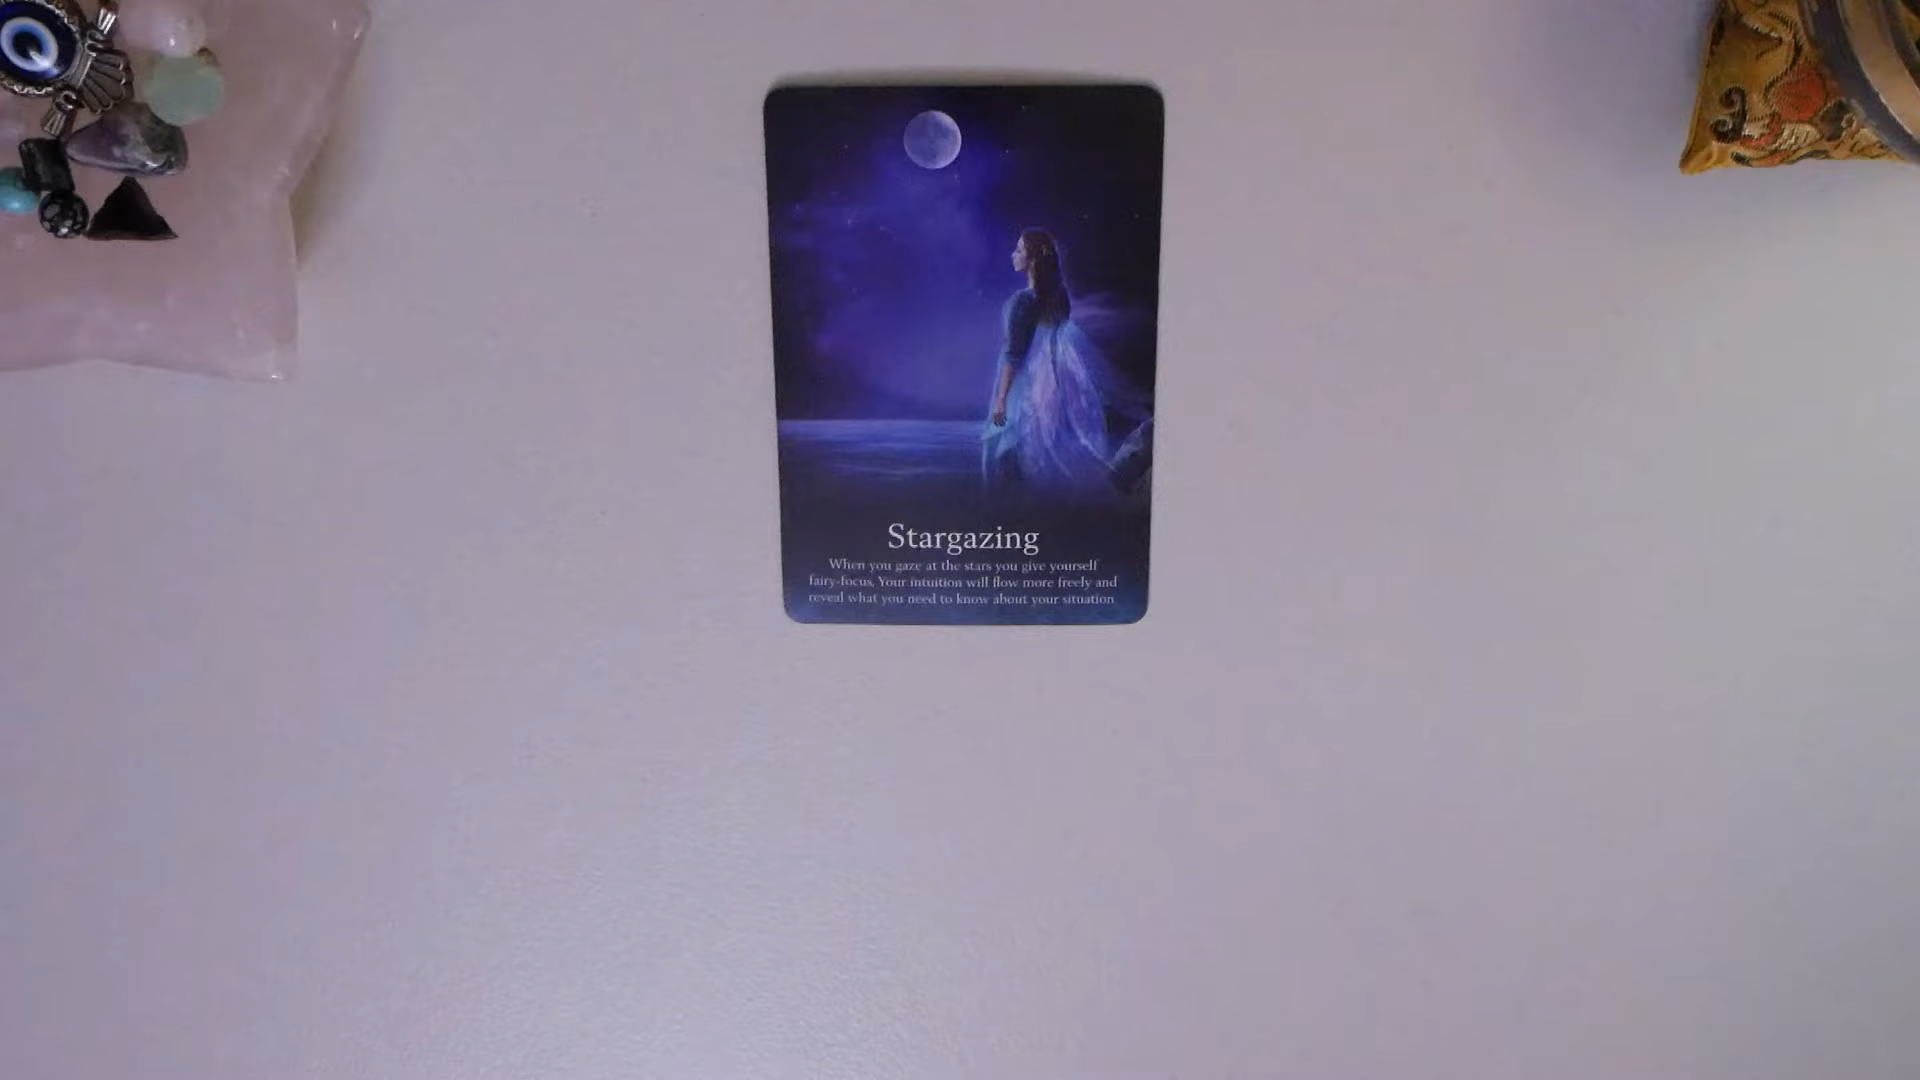 Stargazing
When you gaze at the stars you give yourself
fairy-focus. Your intuition will flow more freely and
reveal what you need to know about your situation